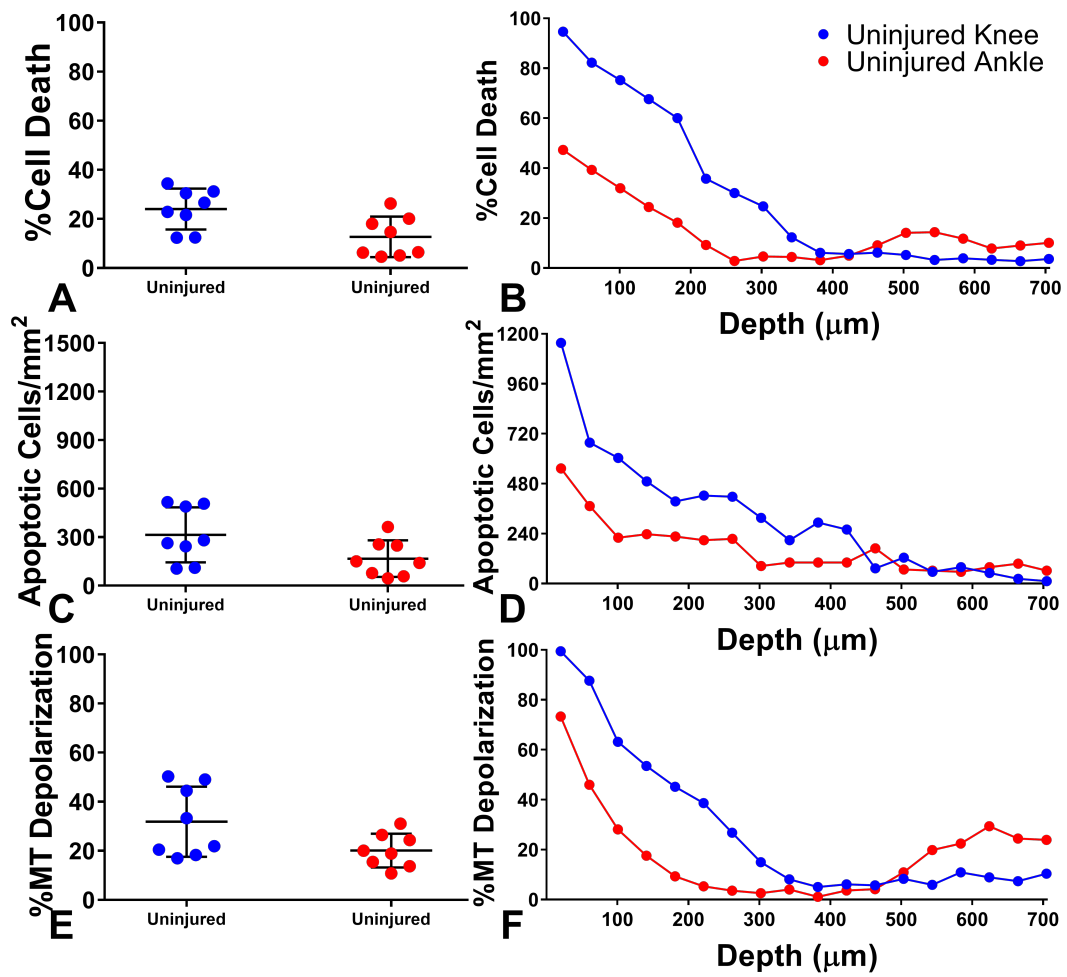 %Cell Death
100
80
60
40
20
0
Uninjured Uninjured
A
%Cell Death
100
80
60
40
20
0
100 200 300 400 500 600 700
Depth (μm)
B
Uninjured Knee
Uninjured Ankle
Apoptotic Cells/mm²
1500
1200
900
600
300
0
Uninjured Uninjured
C
Apoptotic Cells/mm²
1200
960
720
480
240
0
100 200 300 400 500 600 700
Depth (μm)
D
%MT Depolarization
100
80
60
40
20
0
Uninjured Uninjured
E
%MT Depolarization
100
80
60
40
20
0
100 200 300 400 500 600 700
Depth (μm)
F